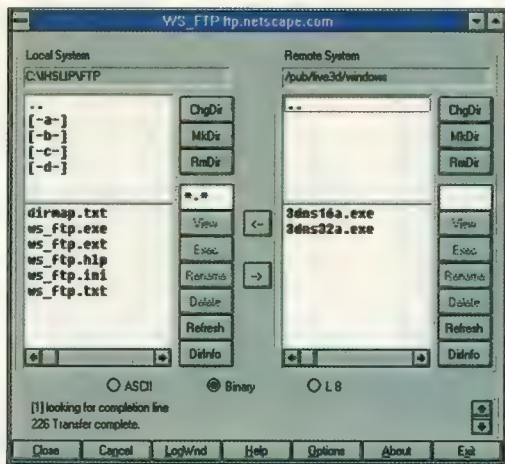 WS_FTP ftp.netscape.com
Local System
C:\IHSLIP\FTP
..
[-a-]
[-b-]
[-c-]
[-d-]
ChgDir
MkDir
RmDir
*.*
dirmap.txt
ws_ftp.exe
ws_ftp.ext
ws_ftp.hlp
ws_ftp.ini
ws_ftp.txt
View
Exec
Rename
Delete
Refresh
DirInfo
<-
->
Remote System
/pub/live3d/windows
..
ChgDir
MkDir
RmDir
3dns16a.exe
3dns32a.exe
View
Exec
Rename
Delete
Refresh
DirInfo
ASCII
Binary
L 8
[1] looking for completion line
226 Transfer complete.
Close
Cancel
LogWnd
Help
Options
About
Exit